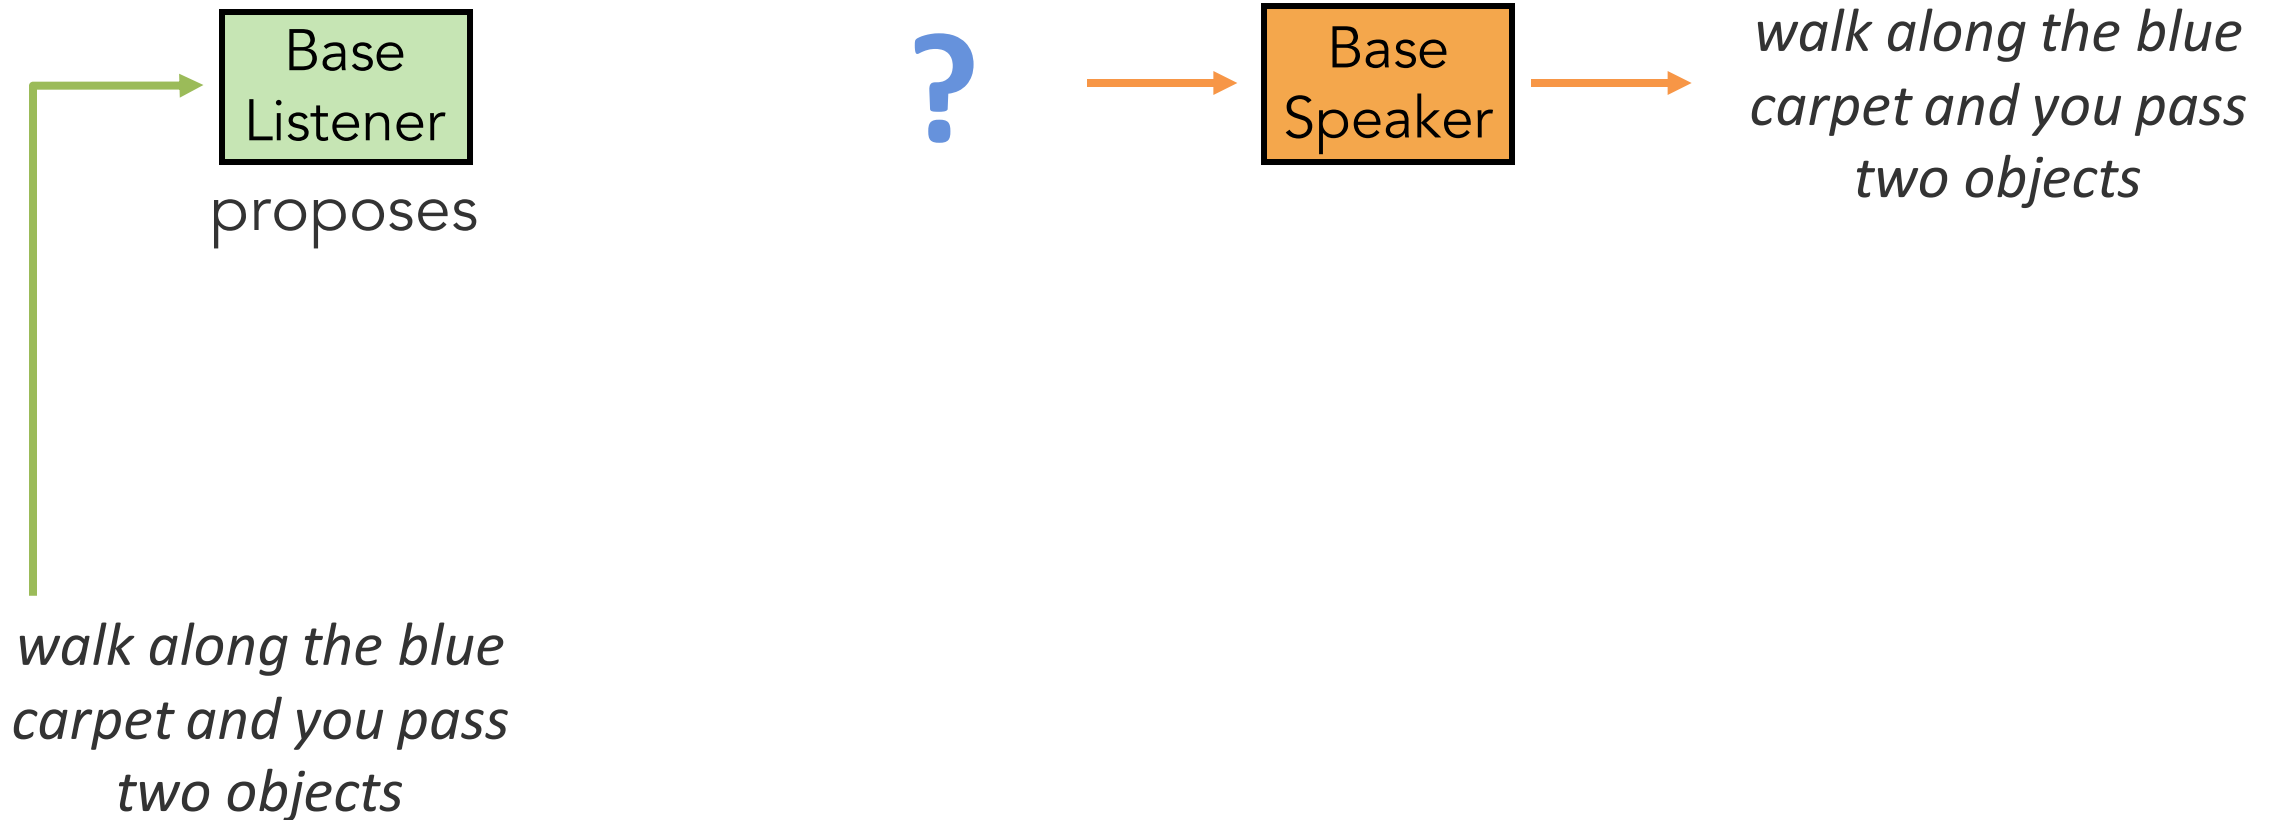 Base
Listener
proposes
?
Base
Speaker
walk along the blue
carpet and you pass
two objects
walk along the blue
carpet and you pass
two objects